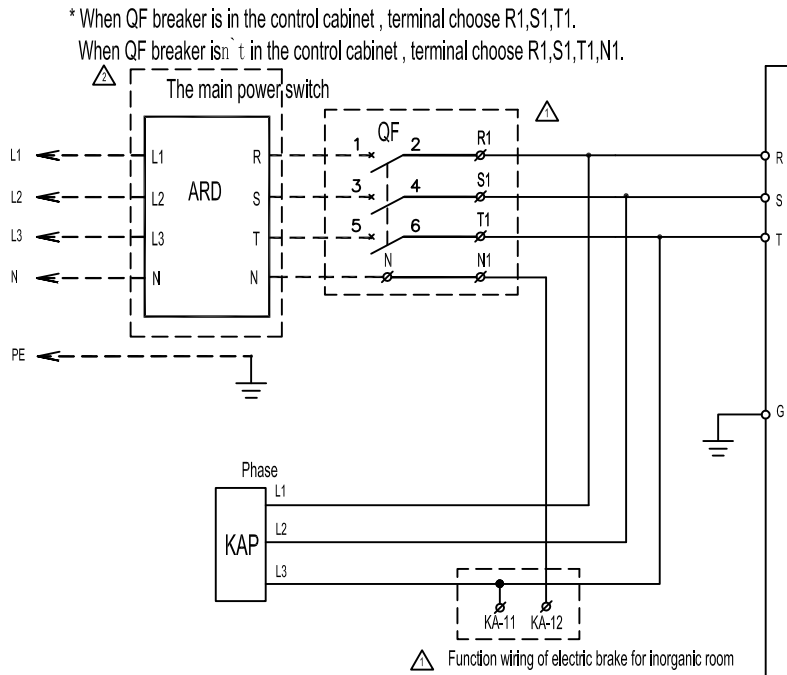 * When QF breaker is in the control cabinet , terminal choose R1,S1,T1.
When QF breaker isn`t in the control cabinet , terminal choose R1,S1,T1,N1.
2
The main power switch
1
QF
L1 L1 R 1 2 R1 R
ARD
L2 L2 S 3 4 S1 S
L3 L3 T 5 6 T1 T
N N N N N1
PE
G
Phase
L1
KAP
L2
L3
KA-11 KA-12
1 Function wiring of electric brake for inorganic room